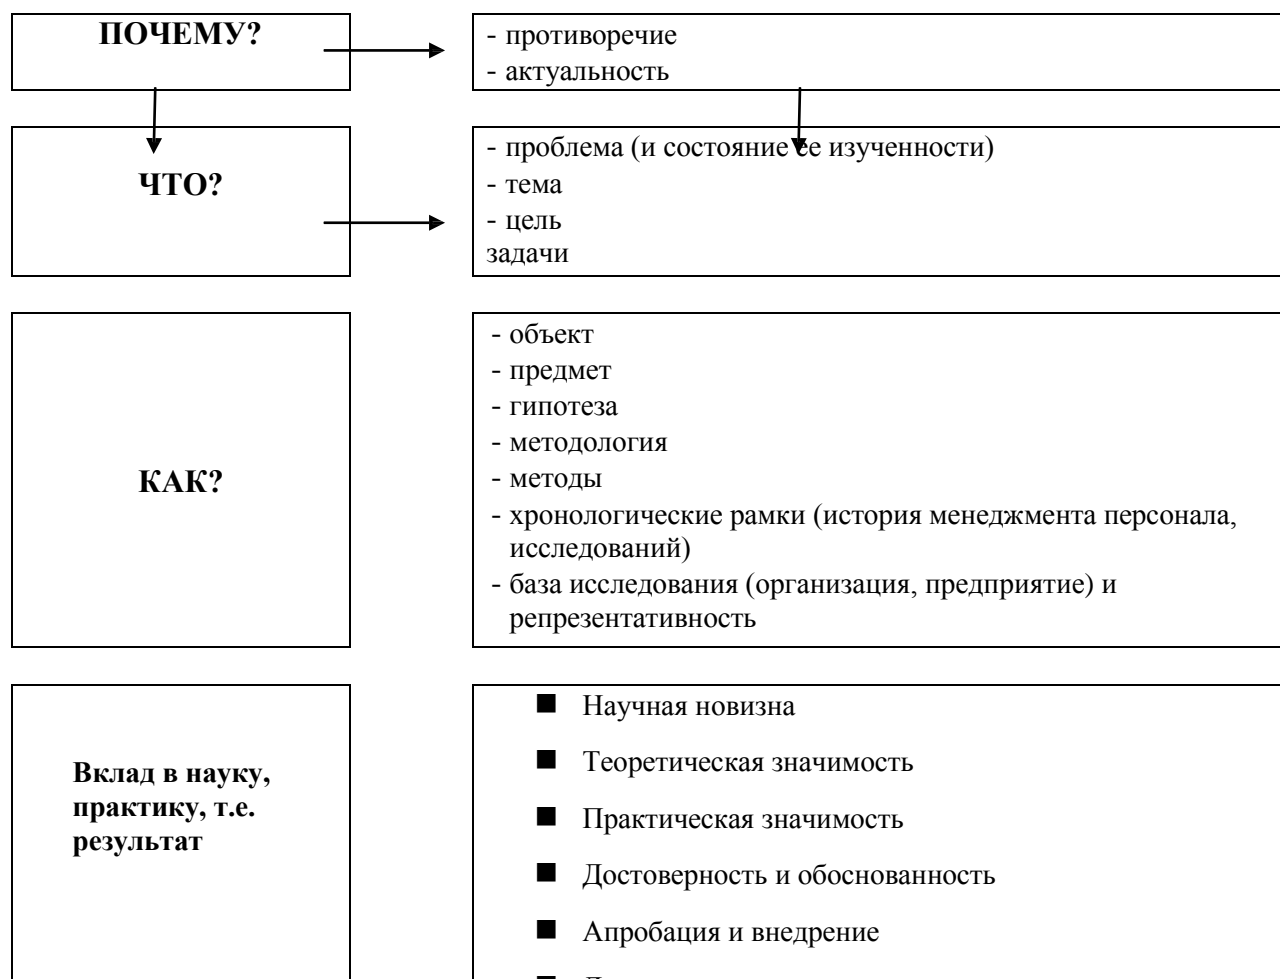 ПОЧЕМУ?
- противоречие
- актуальность
ЧТО?
- проблема (и состояние ее изученности)
- тема
- цель
задачи
КАК?
- объект
- предмет
- гипотеза
- методология
- методы
- хронологические рамки (история менеджмента персонала,
исследований)
- база исследования (организация, предприятие) и
репрезентативность
Вклад в науку,
практику, т.е.
результат
■ Научная новизна
■ Теоретическая значимость
■ Практическая значимость
■ Достоверность и обоснованность
■ Апробация и внедрение